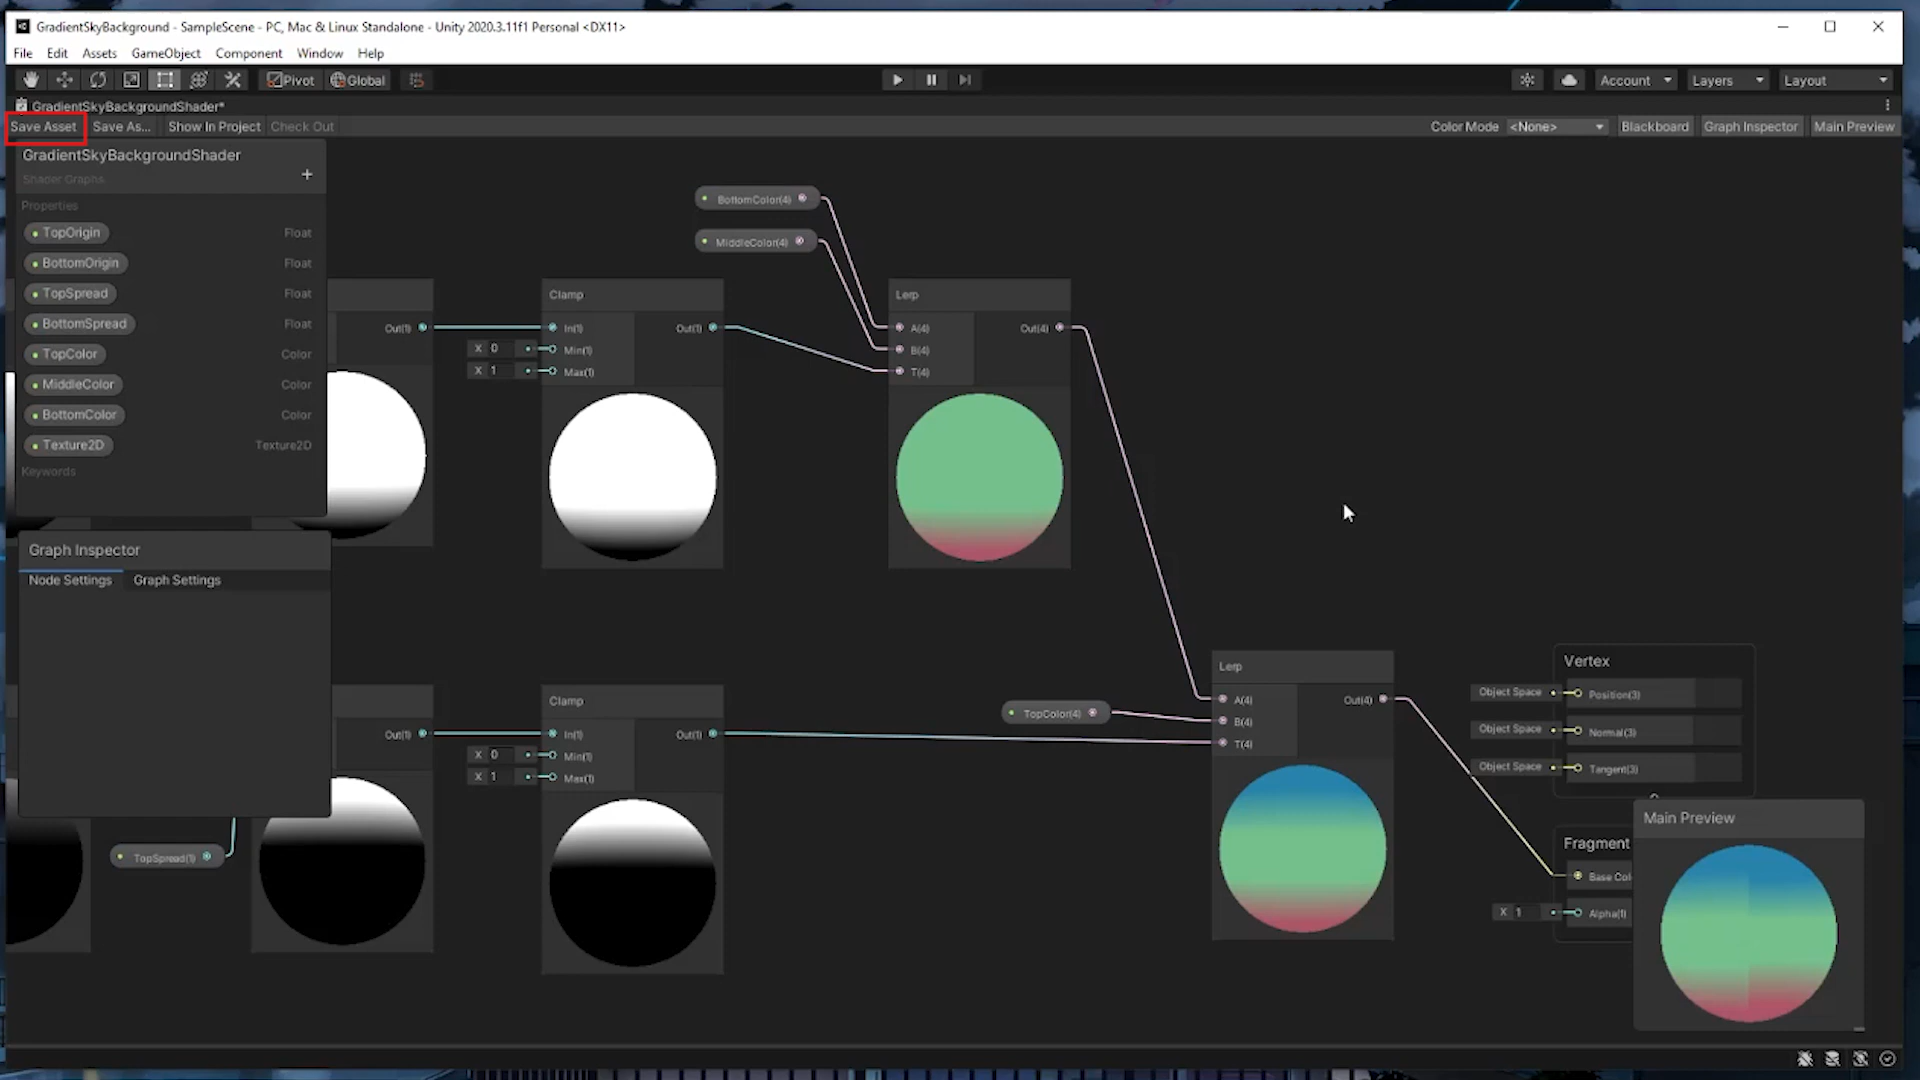 GradientSkyBackground - SampleScene - PC, Mac & Linux Standalone - Unity 2020.3.11f1 Personal <DX11>
File Edit Assets GameObject Component Window Help
Pivot Global Account Layers Layout
GradientSkyBackgroundShader*
Save Asset Save As... Show In Project Check Out Color Mode <None> Blackboard Graph Inspector Main Preview
GradientSkyBackgroundShader
Shader Graphs
+
Properties
TopOrigin Float
BottomOrigin Float
TopSpread Float
BottomSpread Float
TopColor Color
MiddleColor Color
BottomColor Color
Texture2D Texture2D
Keywords
Graph Inspector
Node Settings Graph Settings
BottomColor(4)
MiddleColor(4)
Out(1)
Clamp
In(1) Out(1)
X 0 Min(1)
X 1 Max(1)
Lerp
A(4) Out(4)
B(4)
T(4)
Out(1)
TopSpread(1)
Clamp
In(1) Out(1)
X 0 Min(1)
X 1 Max(1)
TopColor(4)
Lerp
A(4) Out(4)
B(4)
T(4)
Vertex
Object Space Position(3)
Object Space Normal(3)
Object Space Tangent(3)
Fragment
Base Col
X 1 Alpha(1)
Main Preview